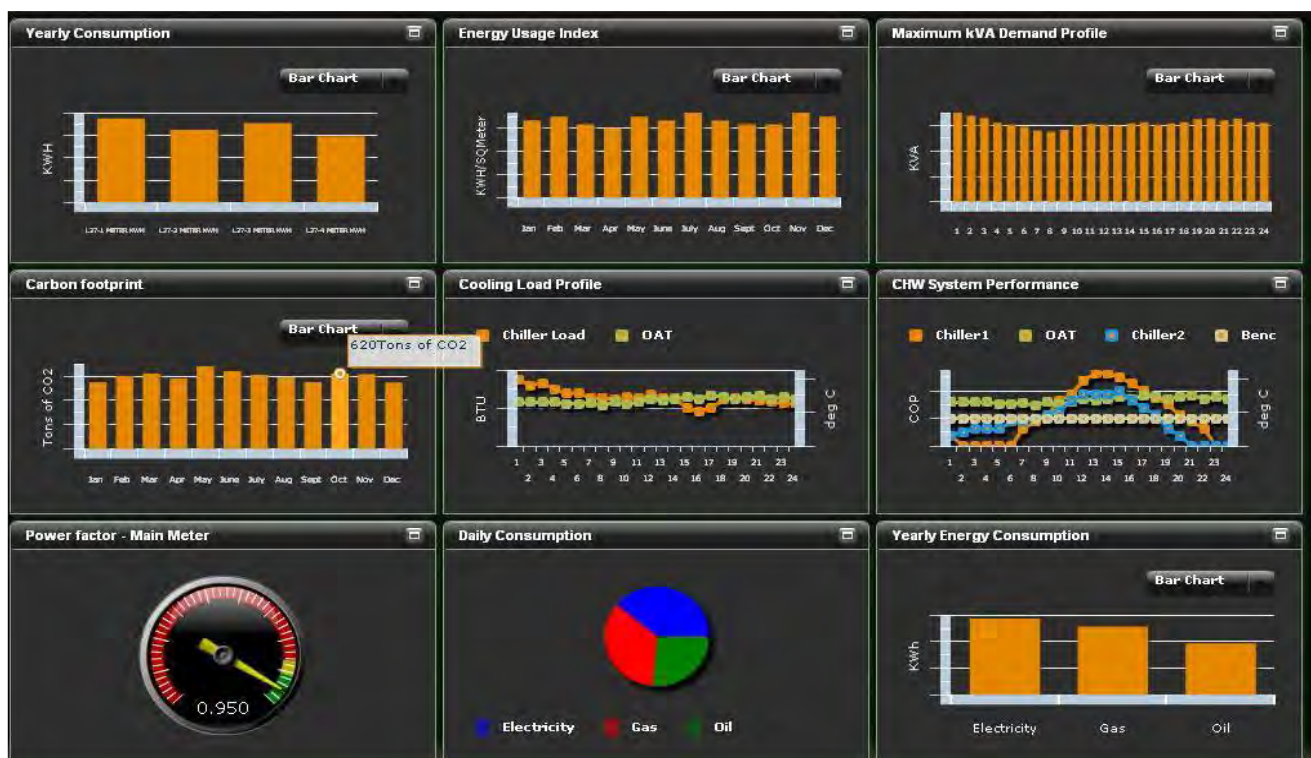 Yearly Consumption
Bar Chart
KWH
L37-1 METER KWH L37-2 METER KWH L37-3 METER KWH L37-4 METER KWH
Energy Usage Index
Bar Chart
KWH/SQMeter
Jan Feb Mar Apr May June July Aug Sept Oct Nov Dec
Maximum kVA Demand Profile
Bar Chart
KVA
1 2 3 4 5 6 7 8 9 10 11 12 13 14 15 16 17 18 19 20 21 22 23 24
Carbon footprint
Bar Chart
620Tons of CO2
Tons of CO2
Jan Feb Mar Apr May June July Aug Sept Oct Nov Dec
Cooling Load Profile
Chiller Load OAT
BTU
deg C
1 3 5 7 9 11 13 15 17 19 21 23
2 4 6 8 10 12 14 16 18 20 22 24
CHW System Performance
Chiller1 OAT Chiller2 Benc
COP
deg C
1 3 5 7 9 11 13 15 17 19 21 23
2 4 6 8 10 12 14 16 18 20 22 24
Power factor - Main Meter
0.950
Daily Consumption
Electricity Gas Oil
Yearly Energy Consumption
Bar Chart
KWh
Electricity Gas Oil